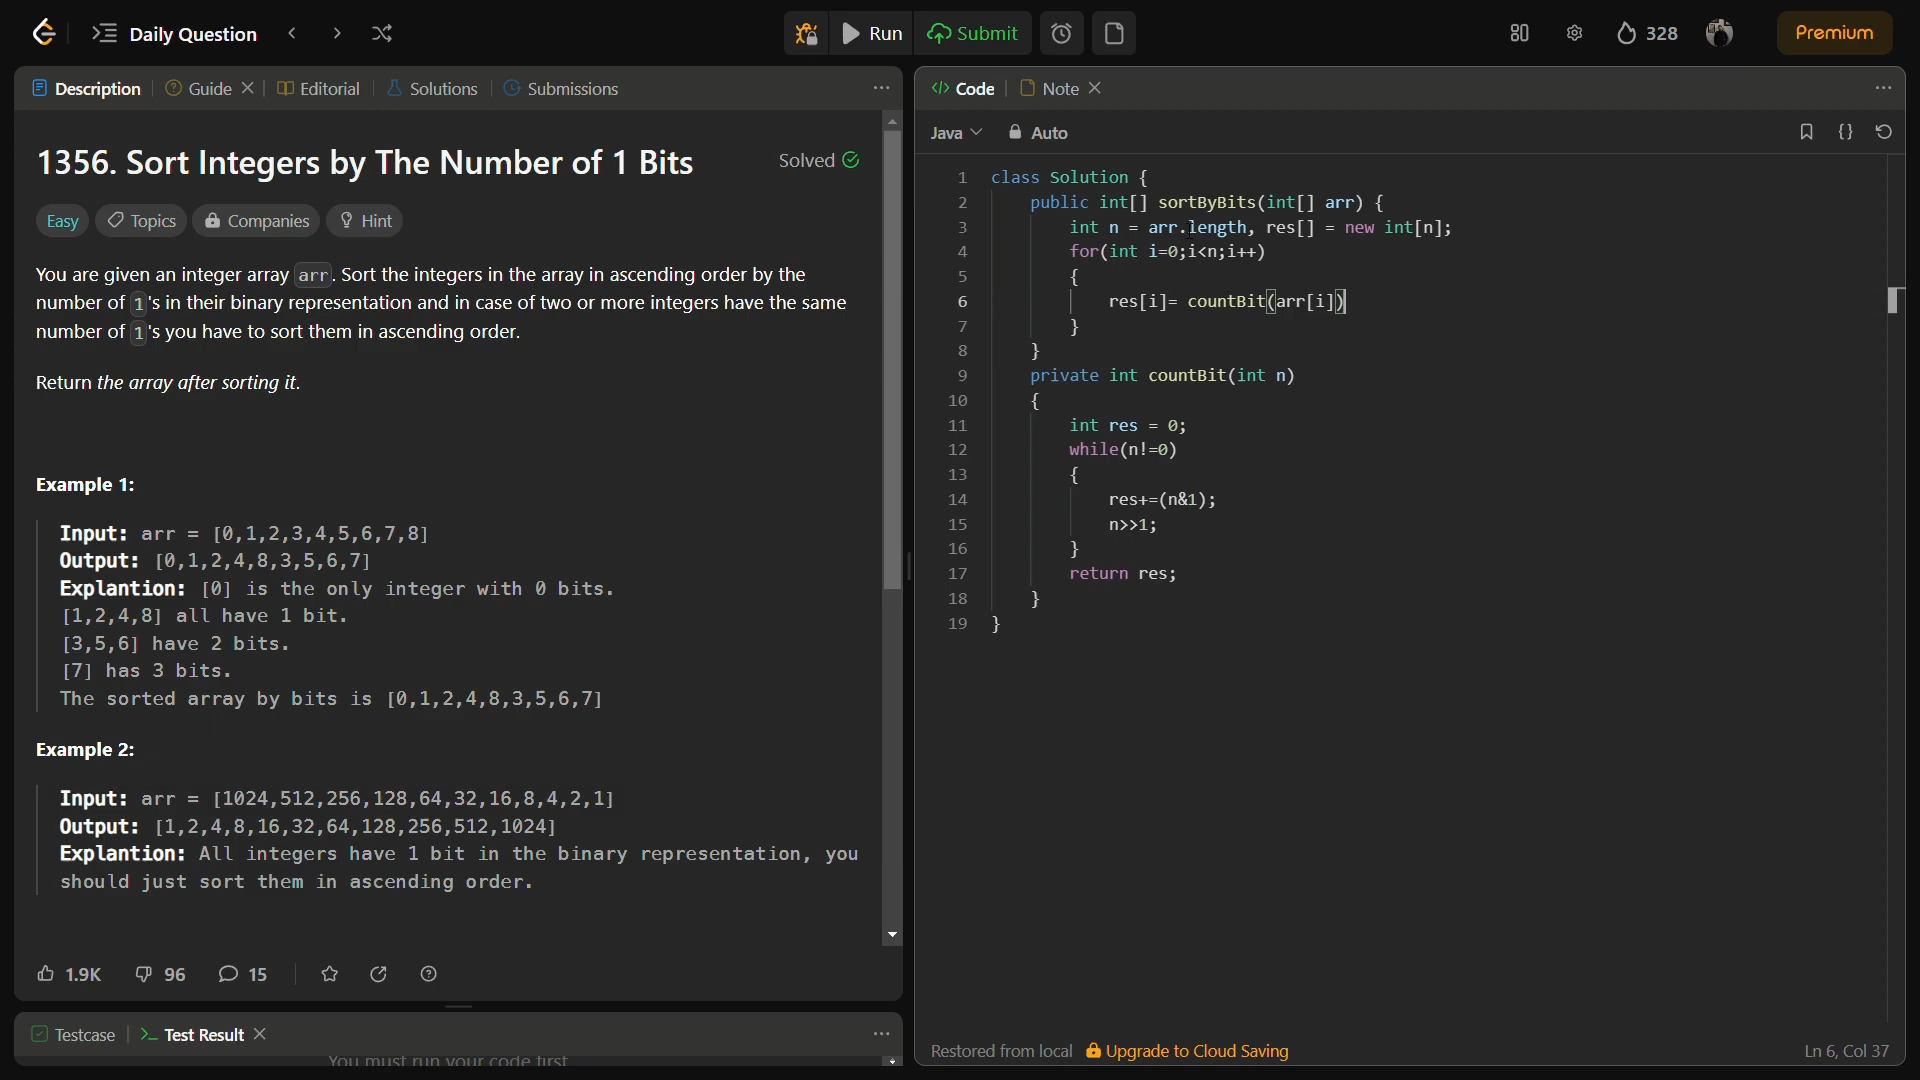 Daily Question
Run
Submit
328
Premium
Description
Guide
Editorial
Solutions
Submissions
Code
Note
Java
Auto
1356. Sort Integers by The Number of 1 Bits
Solved
Easy
Topics
Companies
Hint
You are given an integer array arr. Sort the integers in the array in ascending order by the
number of 1's in their binary representation and in case of two or more integers have the same
number of 1's you have to sort them in ascending order.
Return the array after sorting it.
Example 1:
Input: arr = [0,1,2,3,4,5,6,7,8]
Output: [0,1,2,4,8,3,5,6,7]
Explantion: [0] is the only integer with 0 bits.
[1,2,4,8] all have 1 bit.
[3,5,6] have 2 bits.
[7] has 3 bits.
The sorted array by bits is [0,1,2,4,8,3,5,6,7]
Example 2:
Input: arr = [1024,512,256,128,64,32,16,8,4,2,1]
Output: [1,2,4,8,16,32,64,128,256,512,1024]
Explantion: All integers have 1 bit in the binary representation, you
should just sort them in ascending order.
1.9K
96
15
Testcase
Test Result
You must run your code first
1 class Solution {
2 public int[] sortByBits(int[] arr) {
3 int n = arr.length, res[] = new int[n];
4 for(int i=0;i<n;i++)
5 {
6 res[i]= countBit(arr[i])
7 }
8 }
9 private int countBit(int n)
10 {
11 int res = 0;
12 while(n!=0)
13 {
14 res+=(n&1);
15 n>>1;
16 }
17 return res;
18 }
19 }
Restored from local
Upgrade to Cloud Saving
Ln 6, Col 37